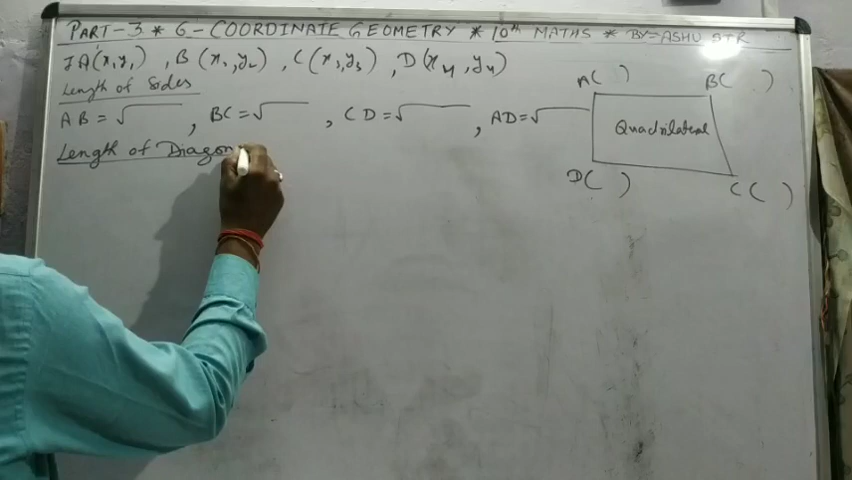 PART-3 * 6-COORDINATE GEOMETRY * 10th MATHS * BY=ASHU STR
If A(x₁,y₁) , B(x₂,y₂) , C(x₃,y₃) , D(x₄,y₄)
Length of Sides
AB=√ , BC=√ , CD=√ , AD=√
Length of Diagon
A( ) B( )
Quadrilateral
D( ) C( )